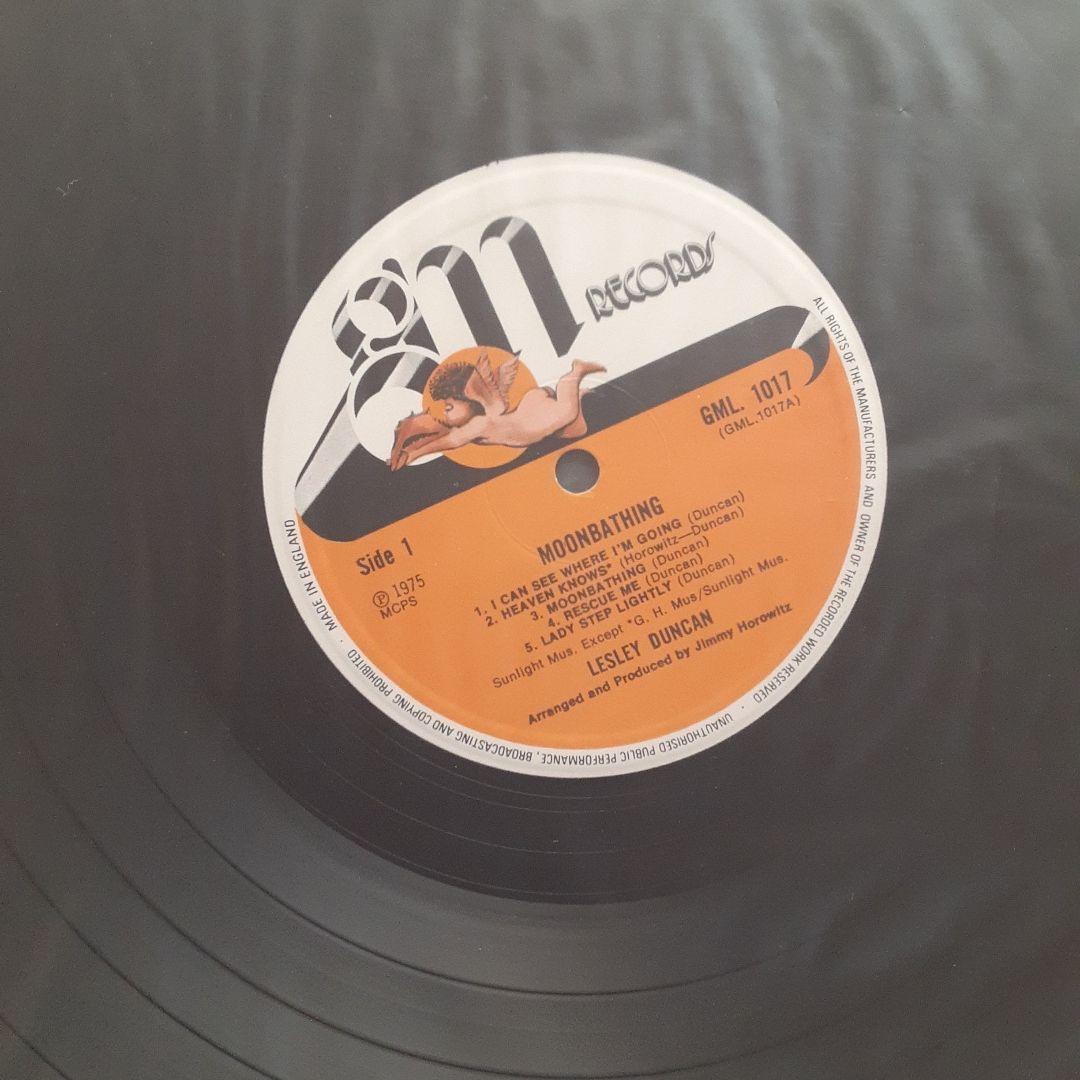 gm RECORDS
GML. 1017
(GML.1017A)
Side 1
℗ 1975
MCPS
MOONBATHING
1. I CAN SEE WHERE I'M GOING (Duncan)
2. HEAVEN KNOWS* (Horowitz—Duncan)
3. MOONBATHING (Duncan)
4. RESCUE ME (Duncan)
5. LADY STEP LIGHTLY (Duncan)
Sunlight Mus. Except *G. H. Mus/Sunlight Mus.
LESLEY DUNCAN
Arranged and Produced by Jimmy Horowitz
ALL RIGHTS OF THE MANUFACTURERS AND OWNER OF THE RECORDED WORK RESERVED · UNAUTHORISED PUBLIC PERFORMANCE, BROADCASTING AND COPYING PROHIBITED · MADE IN ENGLAND